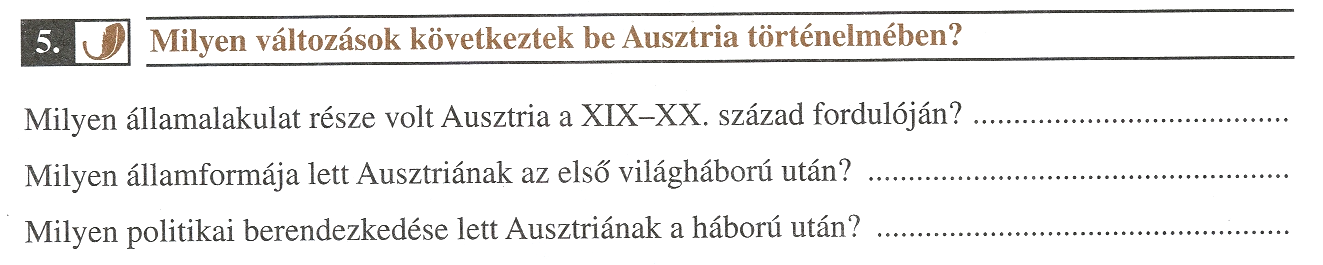 5. Milyen változások következtek be Ausztria történelmében?
Milyen államalakulat része volt Ausztria a XIX–XX. század fordulóján? ........................................
Milyen államformája lett Ausztriának az első világháború után? .....................................................
Milyen politikai berendezkedése lett Ausztriának a háború után? ....................................................